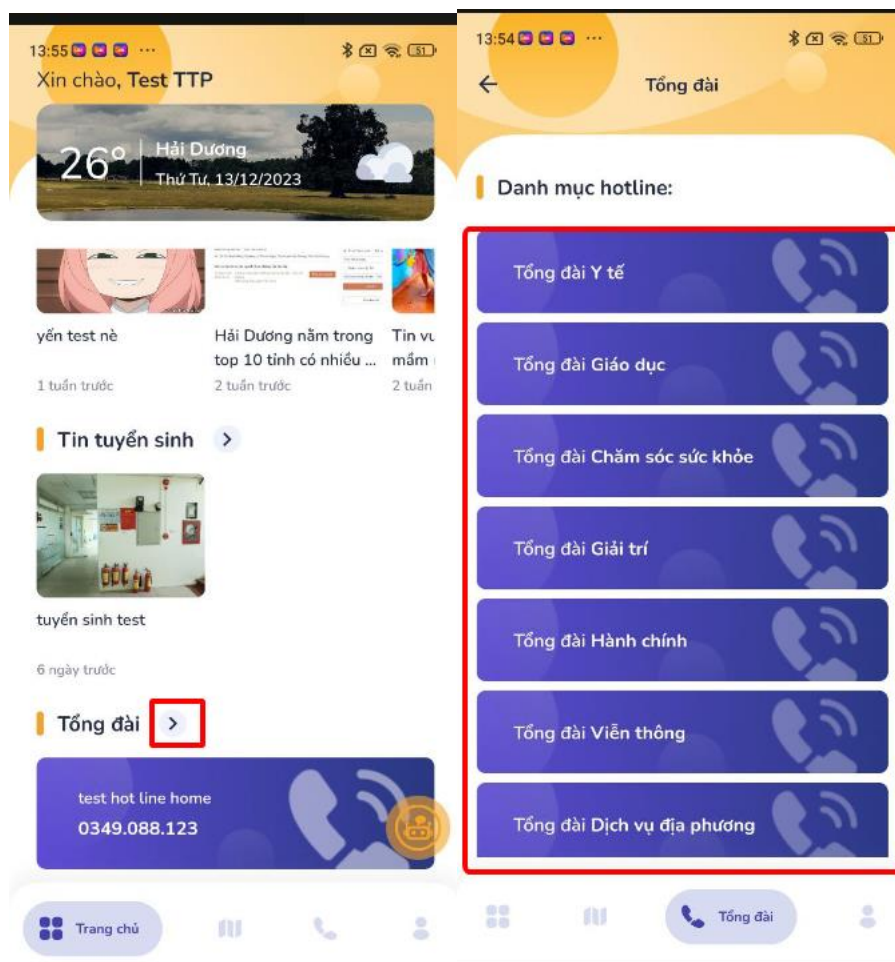 13:55
Xin chào, Test TTP
26°
Hải Dương
Thứ Tư, 13/12/2023
yến test nè
1 tuần trước
Hải Dương nằm trong
top 10 tỉnh có nhiều ...
2 tuần trước
Tin vu
mầm
2 tuần
Tin tuyển sinh
tuyển sinh test
6 ngày trước
Tổng đài
test hot line home
0349.088.123
Trang chủ
13:54
51
Tổng đài
Danh mục hotline:
Tổng đài Y tế
Tổng đài Giáo dục
Tổng đài Chăm sóc sức khỏe
Tổng đài Giải trí
Tổng đài Hành chính
Tổng đài Viễn thông
Tổng đài Dịch vụ địa phương
Tổng đài